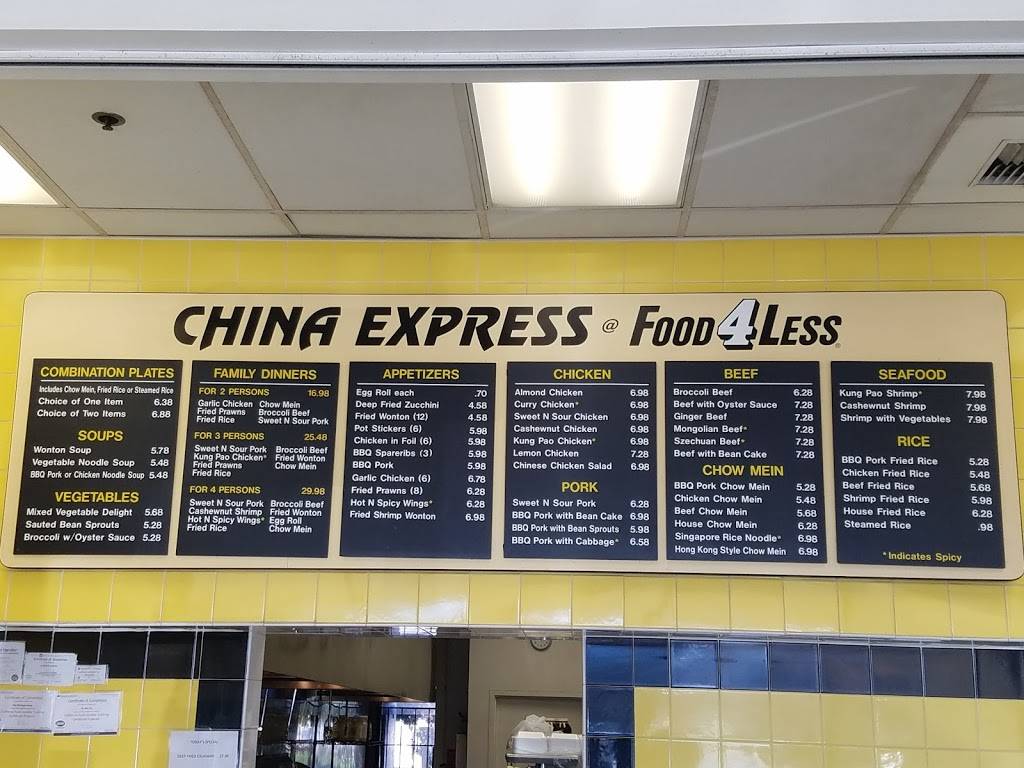 CHINA EXPRESS @ FOOD 4 LESS
COMBINATION PLATES
Includes Chow Mein, Fried Rice or Steamed Rice
Choice of One Item 6.38
Choice of Two Items 6.88
SOUPS
Wonton Soup 5.78
Vegetable Noodle Soup 5.48
BBQ Pork or Chicken Noodle Soup 5.48
VEGETABLES
Mixed Vegetable Delight 5.68
Sauted Bean Sprouts 5.28
Broccoli w/Oyster Sauce 5.28
FAMILY DINNERS
FOR 2 PERSONS 16.98
Garlic Chicken Chow Mein
Fried Prawns Broccoli Beef
Fried Rice Sweet N Sour Pork
FOR 3 PERSONS 25.48
Sweet N Sour Pork Broccoli Beef
Kung Pao Chicken* Fried Wonton
Fried Prawns Chow Mein
Fried Rice
FOR 4 PERSONS 29.98
Sweet N Sour Pork Broccoli Beef
Cashewnut Shrimp Fried Wonton
Hot N Spicy Wings* Egg Roll
Fried Rice Chow Mein
APPETIZERS
Egg Roll each .70
Deep Fried Zucchini 4.58
Fried Wonton (12) 4.58
Pot Stickers (6) 5.98
Chicken in Foil (6) 5.98
BBQ Spareribs (3) 5.98
BBQ Pork 5.98
Garlic Chicken (6) 6.78
Fried Prawns (8) 6.28
Hot N Spicy Wings* 6.28
Fried Shrimp Wonton 6.98
CHICKEN
Almond Chicken 6.98
Curry Chicken* 6.98
Sweet N Sour Chicken 6.98
Cashewnut Chicken 6.98
Kung Pao Chicken* 6.98
Lemon Chicken 7.28
Chinese Chicken Salad 6.98
PORK
Sweet N Sour Pork 6.28
BBQ Pork with Bean Cake 6.98
BBQ Pork with Bean Sprouts 5.98
BBQ Pork with Cabbage* 6.58
BEEF
Broccoli Beef 6.28
Beef with Oyster Sauce 7.28
Ginger Beef 7.28
Mongolian Beef* 7.28
Szechuan Beef* 7.28
Beef with Bean Cake 7.28
CHOW MEIN
BBQ Pork Chow Mein 5.28
Chicken Chow Mein 5.48
Beef Chow Mein 5.68
House Chow Mein 6.28
Singapore Rice Noodle* 6.98
Hong Kong Style Chow Mein 6.98
SEAFOOD
Kung Pao Shrimp* 7.98
Cashewnut Shrimp 7.98
Shrimp with Vegetables 7.98
RICE
BBQ Pork Fried Rice 5.28
Chicken Fried Rice 5.48
Beef Fried Rice 5.68
Shrimp Fried Rice 5.98
House Fried Rice 6.28
Steamed Rice .98
*Indicates Spicy